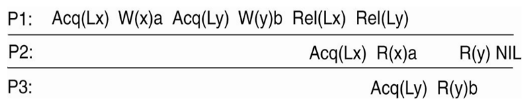 P1: Acq(Lx) W(x)a Acq(Ly) W(y)b Rel(Lx) Rel(Ly)
P2: Acq(Lx) R(x)a R(y) NIL
P3: Acq(Ly) R(y)b